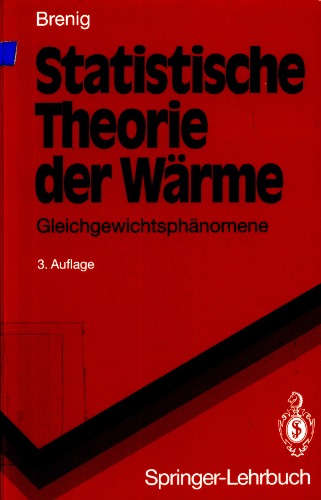 Brenig
Statistische
Theorie
der Wärme
Gleichgewichtsphänomene
3. Auflage
Springer-Lehrbuch